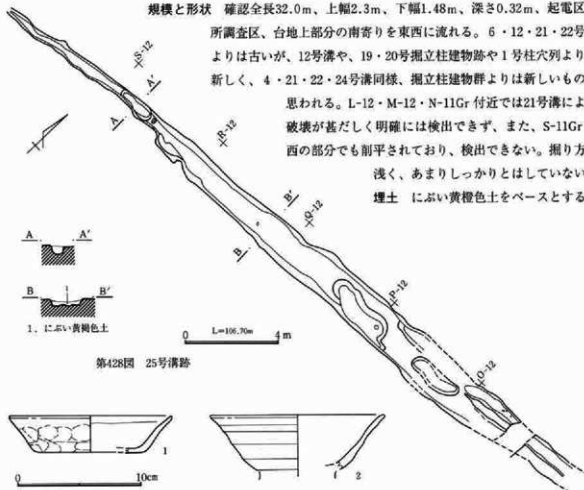 規模と形状 確認全長32.0m、上幅2.3m、下幅1.48m、深さ0.32m、起電区
所調査区、台地上部分の南寄りを東西に流れる。6・12・21・22号
よりは古いが、12号溝や、19・20号掘立柱建物跡や1号柱穴列より
新しく、4・21・22・24号溝同様、掘立柱建物群よりは新しいもの
思われる。L-12・M-12・N-11Gr 付近では21号溝によ
破壊が甚だしく明確には検出できず、また、S-11Gr
西の部分でも削平されており、検出できない。掘り方
浅く、あまりしっかりとはしていない
埋土 にぶい黄橙色土をベースとする
S-12
A'
A
R-12
B'
Q-12
B
P-12
O-12
A A'
B 1 B'
1、にぶい黄褐色土
0 L=106.70m 4 m
第428図 25号溝跡
1
2
0 10cm